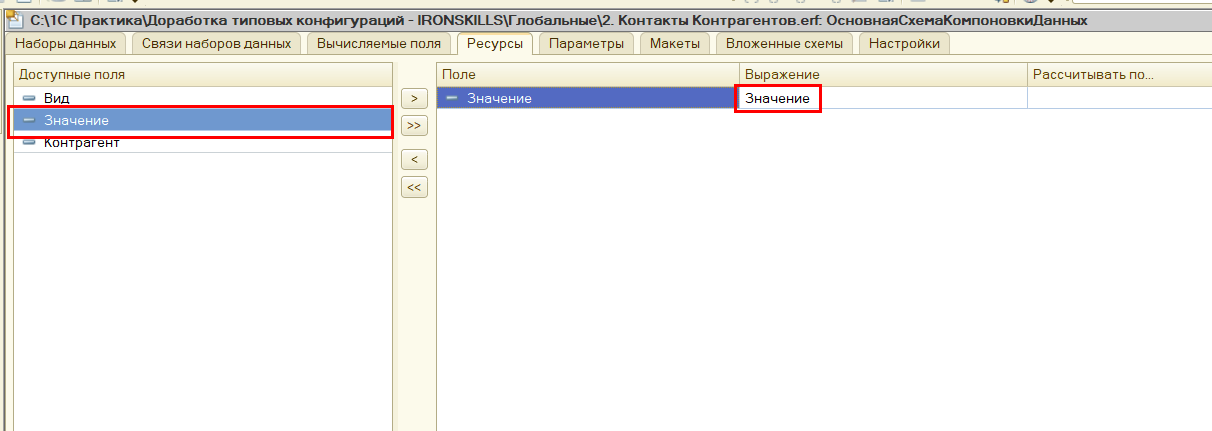 C:\1С Практика\Доработка типовых конфигураций - IRONSKILLS\Глобальные\2. Контакты Контрагентов.erf: ОсновнаяСхемаКомпоновкиДанных
Наборы данных Связи наборов данных Вычисляемые поля Ресурсы Параметры Макеты Вложенные схемы Настройки
Доступные поля Поле Выражение Рассчитывать по...
Вид > Значение Значение
Значение >>
Контрагент
<
<<